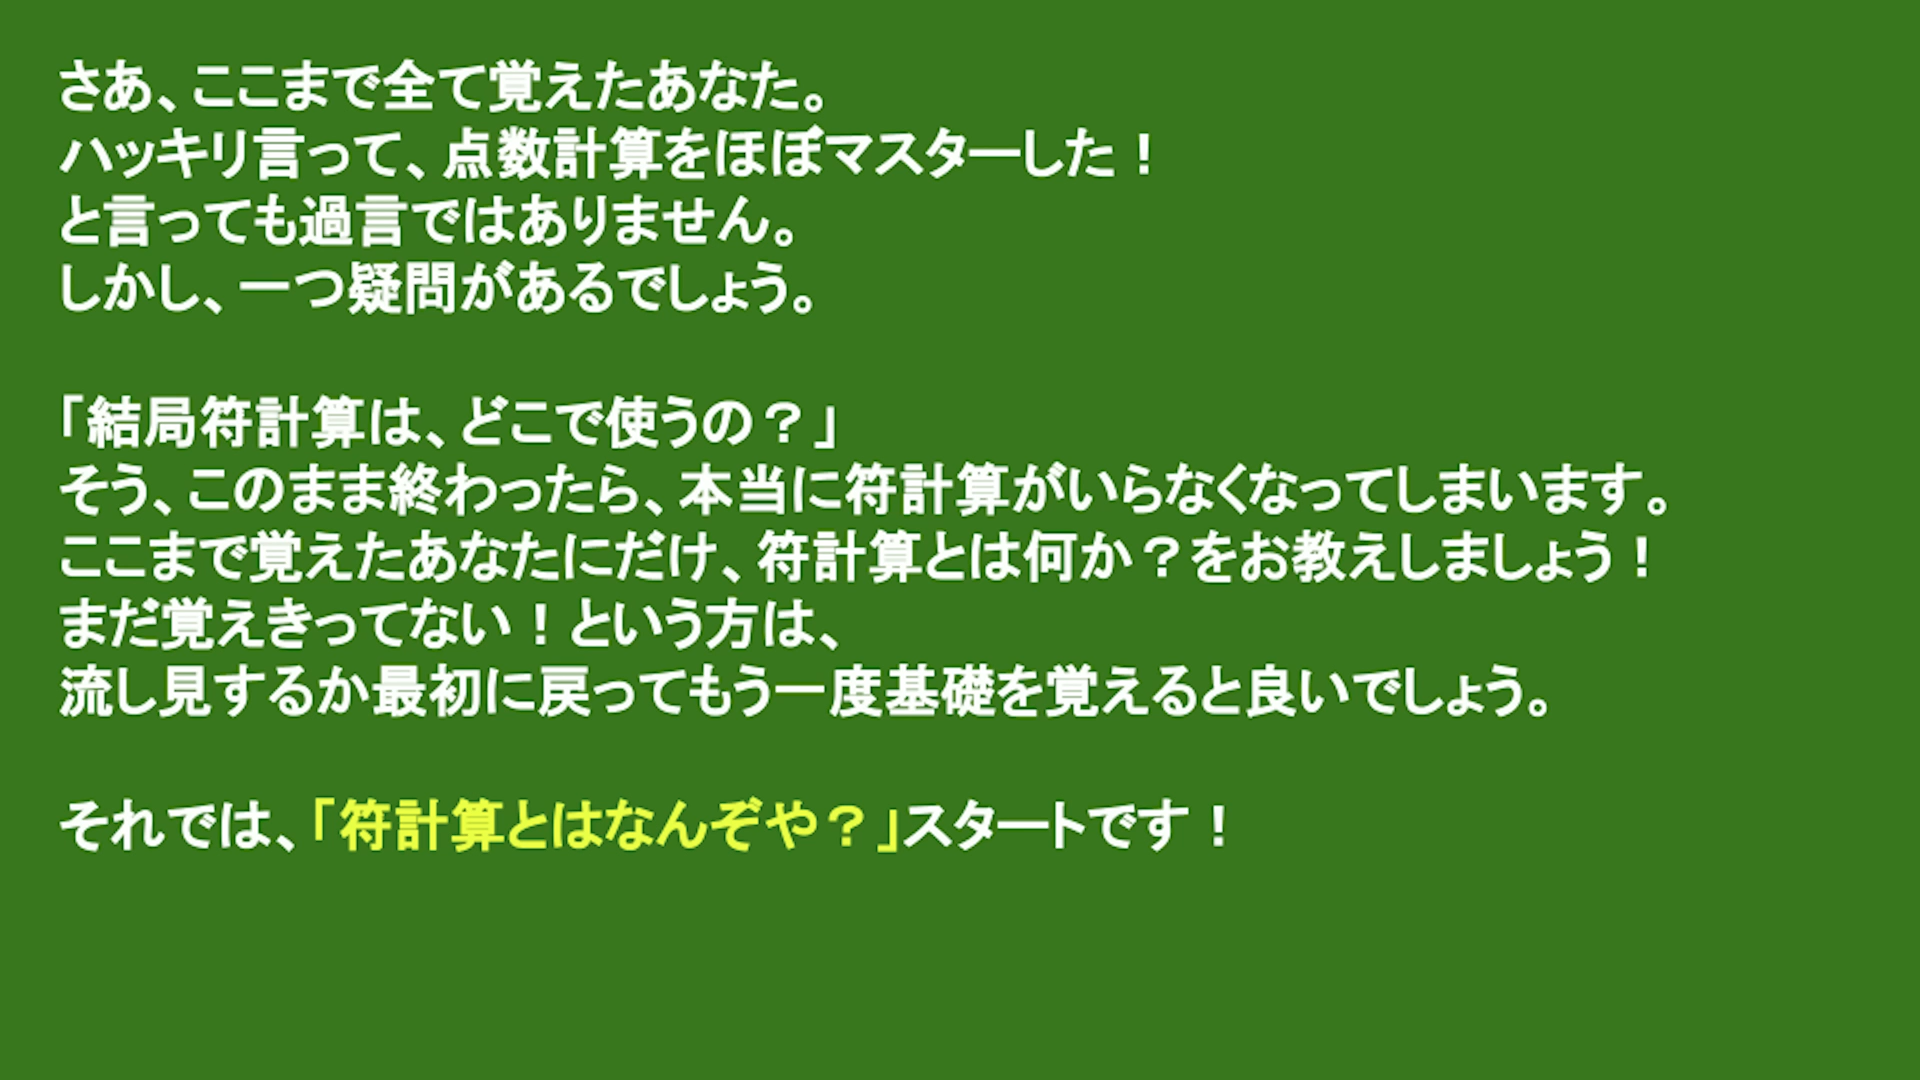 さあ、ここまで全て覚えたあなた。
ハッキリ言って、点数計算をほぼマスターした！
と言っても過言ではありません。
しかし、一つ疑問があるでしょう。
「結局符計算は、どこで使うの？」
そう、このまま終わったら、本当に符計算がいらなくなってしまいます。
ここまで覚えたあなたにだけ、符計算とは何か？をお教えしましょう！
まだ覚えきってない！という方は、
流し見するか最初に戻ってもう一度基礎を覚えると良いでしょう。
それでは、「符計算とはなんぞや？」スタートです！